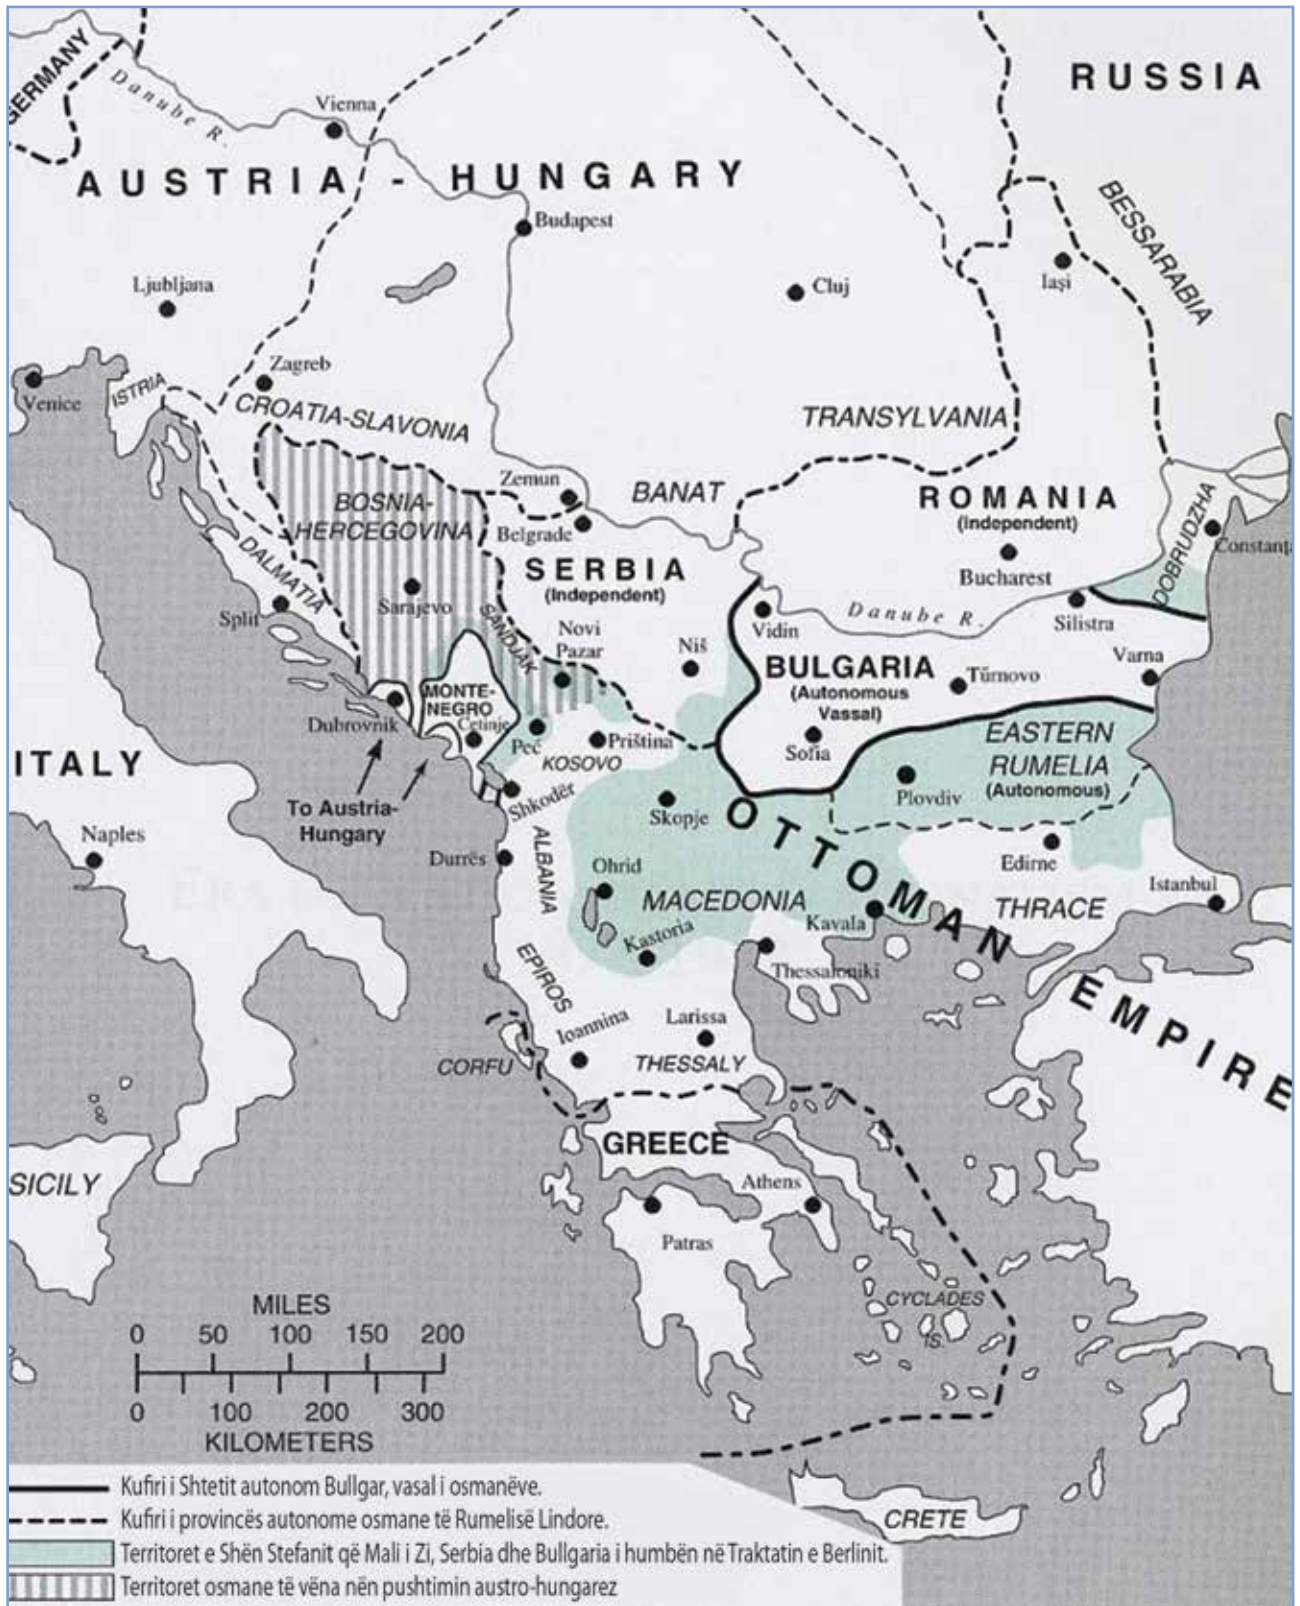 GERMANY
Danube R.
Vienna
RUSSIA
AUSTRIA - HUNGARY
BESSARABIA
Budapest
Iaşi
Ljubljana
Cluj
Zagreb
Venice
ISTRIA
CROATIA-SLAVONIA
TRANSYLVANIA
Zemun
BANAT
BOSNIA-
HERCEGOVINA
ROMANIA
(Independent)
DOBRUDZHA
Belgrade
Constanţ
DALMATIA
SERBIA
(Independent)
Bucharest
Sarajevo
SANDJAK
Split
Danube R.
Silistra
Vidin
Novi
Pazar
Niš
Varna
BULGARIA
(Autonomous
Vassal)
Tŭrnovo
MONTE-
NEGRO
Dubrovnik
Cetinje
Peć
Priština
Sofia
EASTERN
RUMELIA
(Autonomous)
ITALY
KOSOVO
Plovdiv
To Austria-
Hungary
Shkodër
Skopje
OTTOMAN EMPIRE
Naples
Durrës
ALBANIA
Edirne
Ohrid
Istanbul
MACEDONIA
THRACE
Kavala
Kastoria
Thessaloniki
EPIROS
Ioannina
Larissa
CORFU
THESSALY
GREECE
SICILY
Athens
Patras
CYCLADES
IS.
MILES
0 50 100 150 200
0 100 200 300
KILOMETERS
CRETE
Kufiri i Shtetit autonom Bullgar, vasal i osmanëve.
Kufiri i provincës autonome osmane të Rumelisë Lindore.
Territoret e Shën Stefanit që Mali i Zi, Serbia dhe Bullgaria i humbën në Traktatin e Berlinit.
Territoret osmane të vëna nën pushtimin austro-hungarez